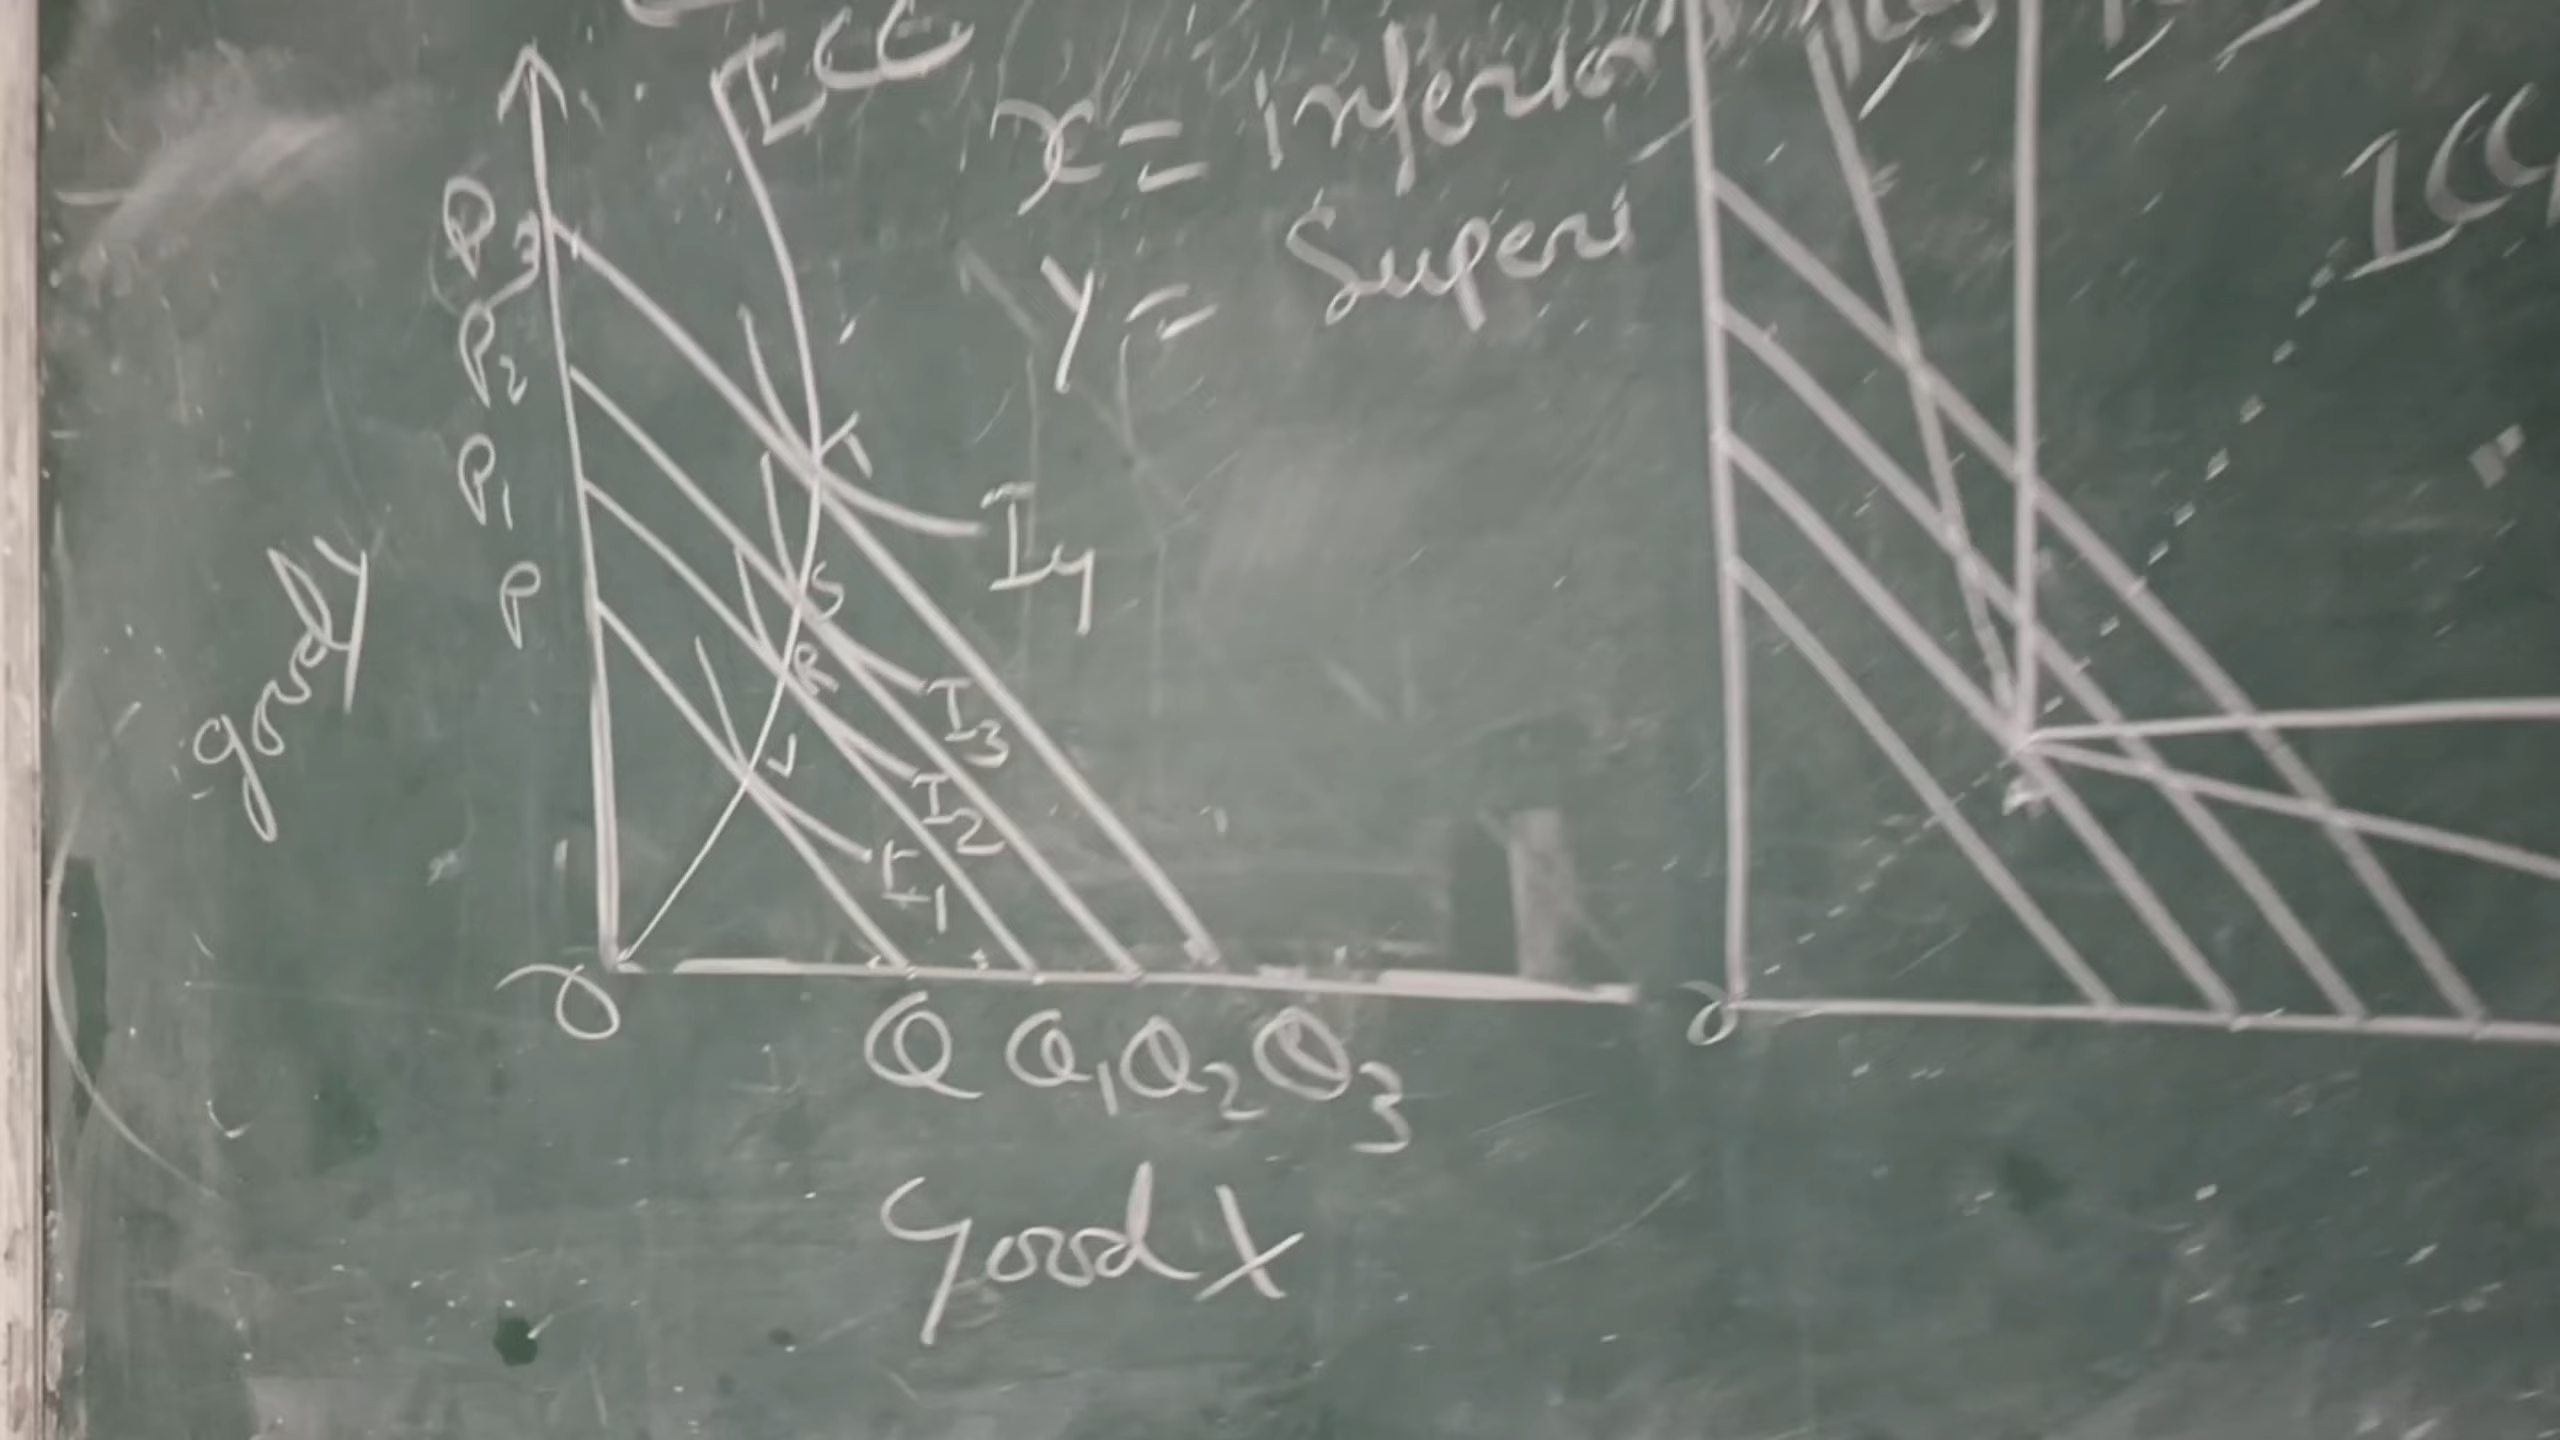 ICC
x = inferior
y = Superi
P3
P2
P1
P
good y
T
S
R
I4
I3
I2
I1
O
Q Q1 Q2 Q3
Good X
ICC
O